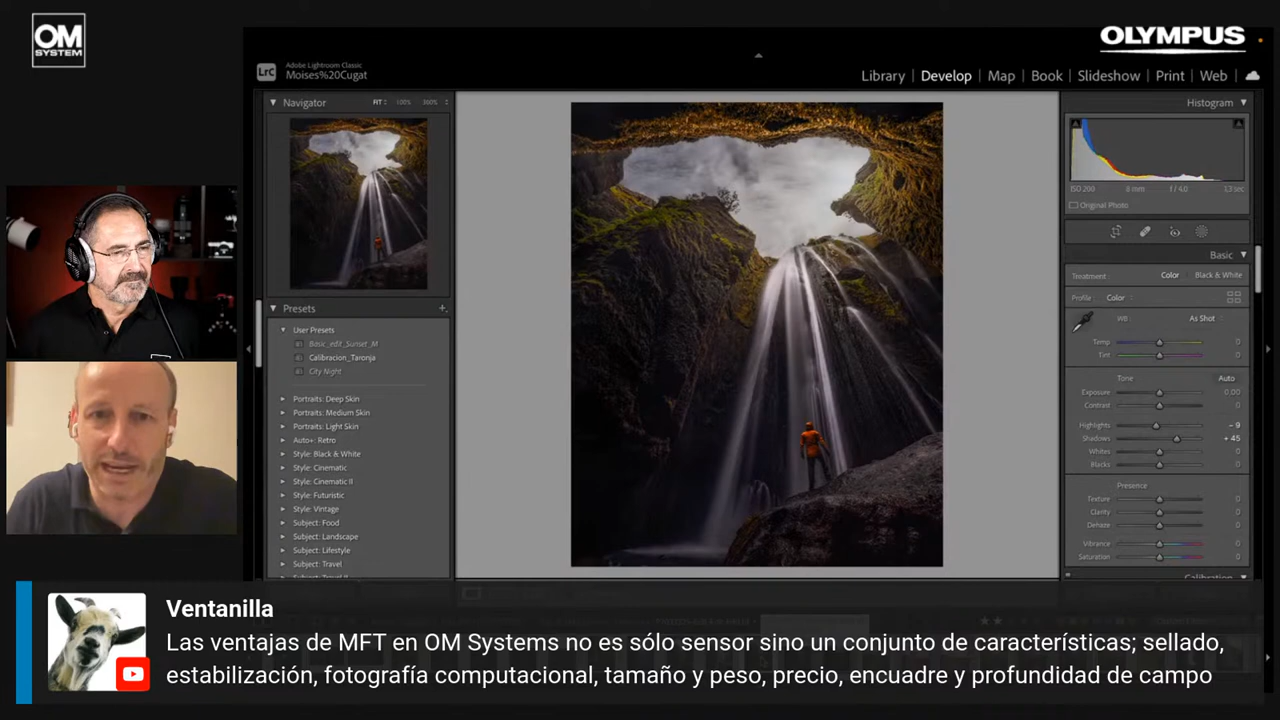 OM
SYSTEM
OLYMPUS
LrC
Adobe Lightroom Classic
Moises%20Cugat
Library | Develop | Map | Book | Slideshow | Print | Web
Navigator
FIT 100% 300%
Histogram
ISO 200 8 mm f / 4.0 1.3 sec
Original Photo
Basic
Treatment: Color Black & White
Profile: Color
WB: As Shot
Temp 0
Tint 0
Tone Auto
Exposure 0.00
Contrast 0
Highlights - 9
Shadows + 45
Whites 0
Blacks 0
Presence
Texture 0
Clarity 0
Dehaze 0
Vibrance 0
Saturation 0
Calibration
Presets +
User Presets
Basic_edit_Sunset_M
Calibracion_Taronja
City Night
Portraits: Deep Skin
Portraits: Medium Skin
Portraits: Light Skin
Auto+: Retro
Style: Black & White
Style: Cinematic
Style: Cinematic II
Style: Futuristic
Style: Vintage
Subject: Food
Subject: Landscape
Subject: Lifestyle
Subject: Travel
Ventanilla
Las ventajas de MFT en OM Systems no es sólo sensor sino un conjunto de características; sellado,
estabilización, fotografía computacional, tamaño y peso, precio, encuadre y profundidad de campo